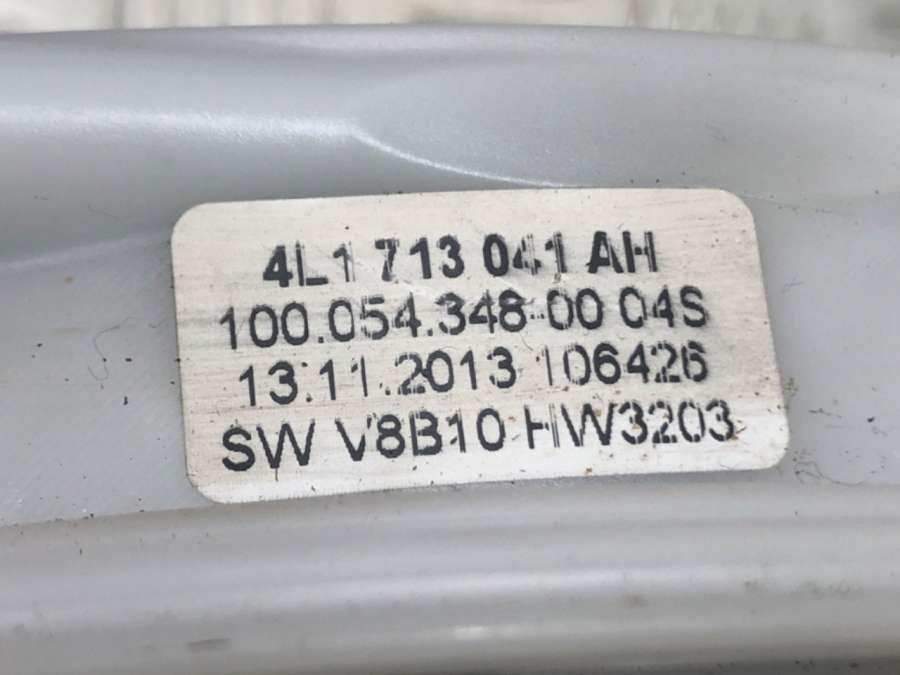 4L1 713 041 AH
100.054.348-00 04S
13.11.2013 106426
SW V8B10 HW3203